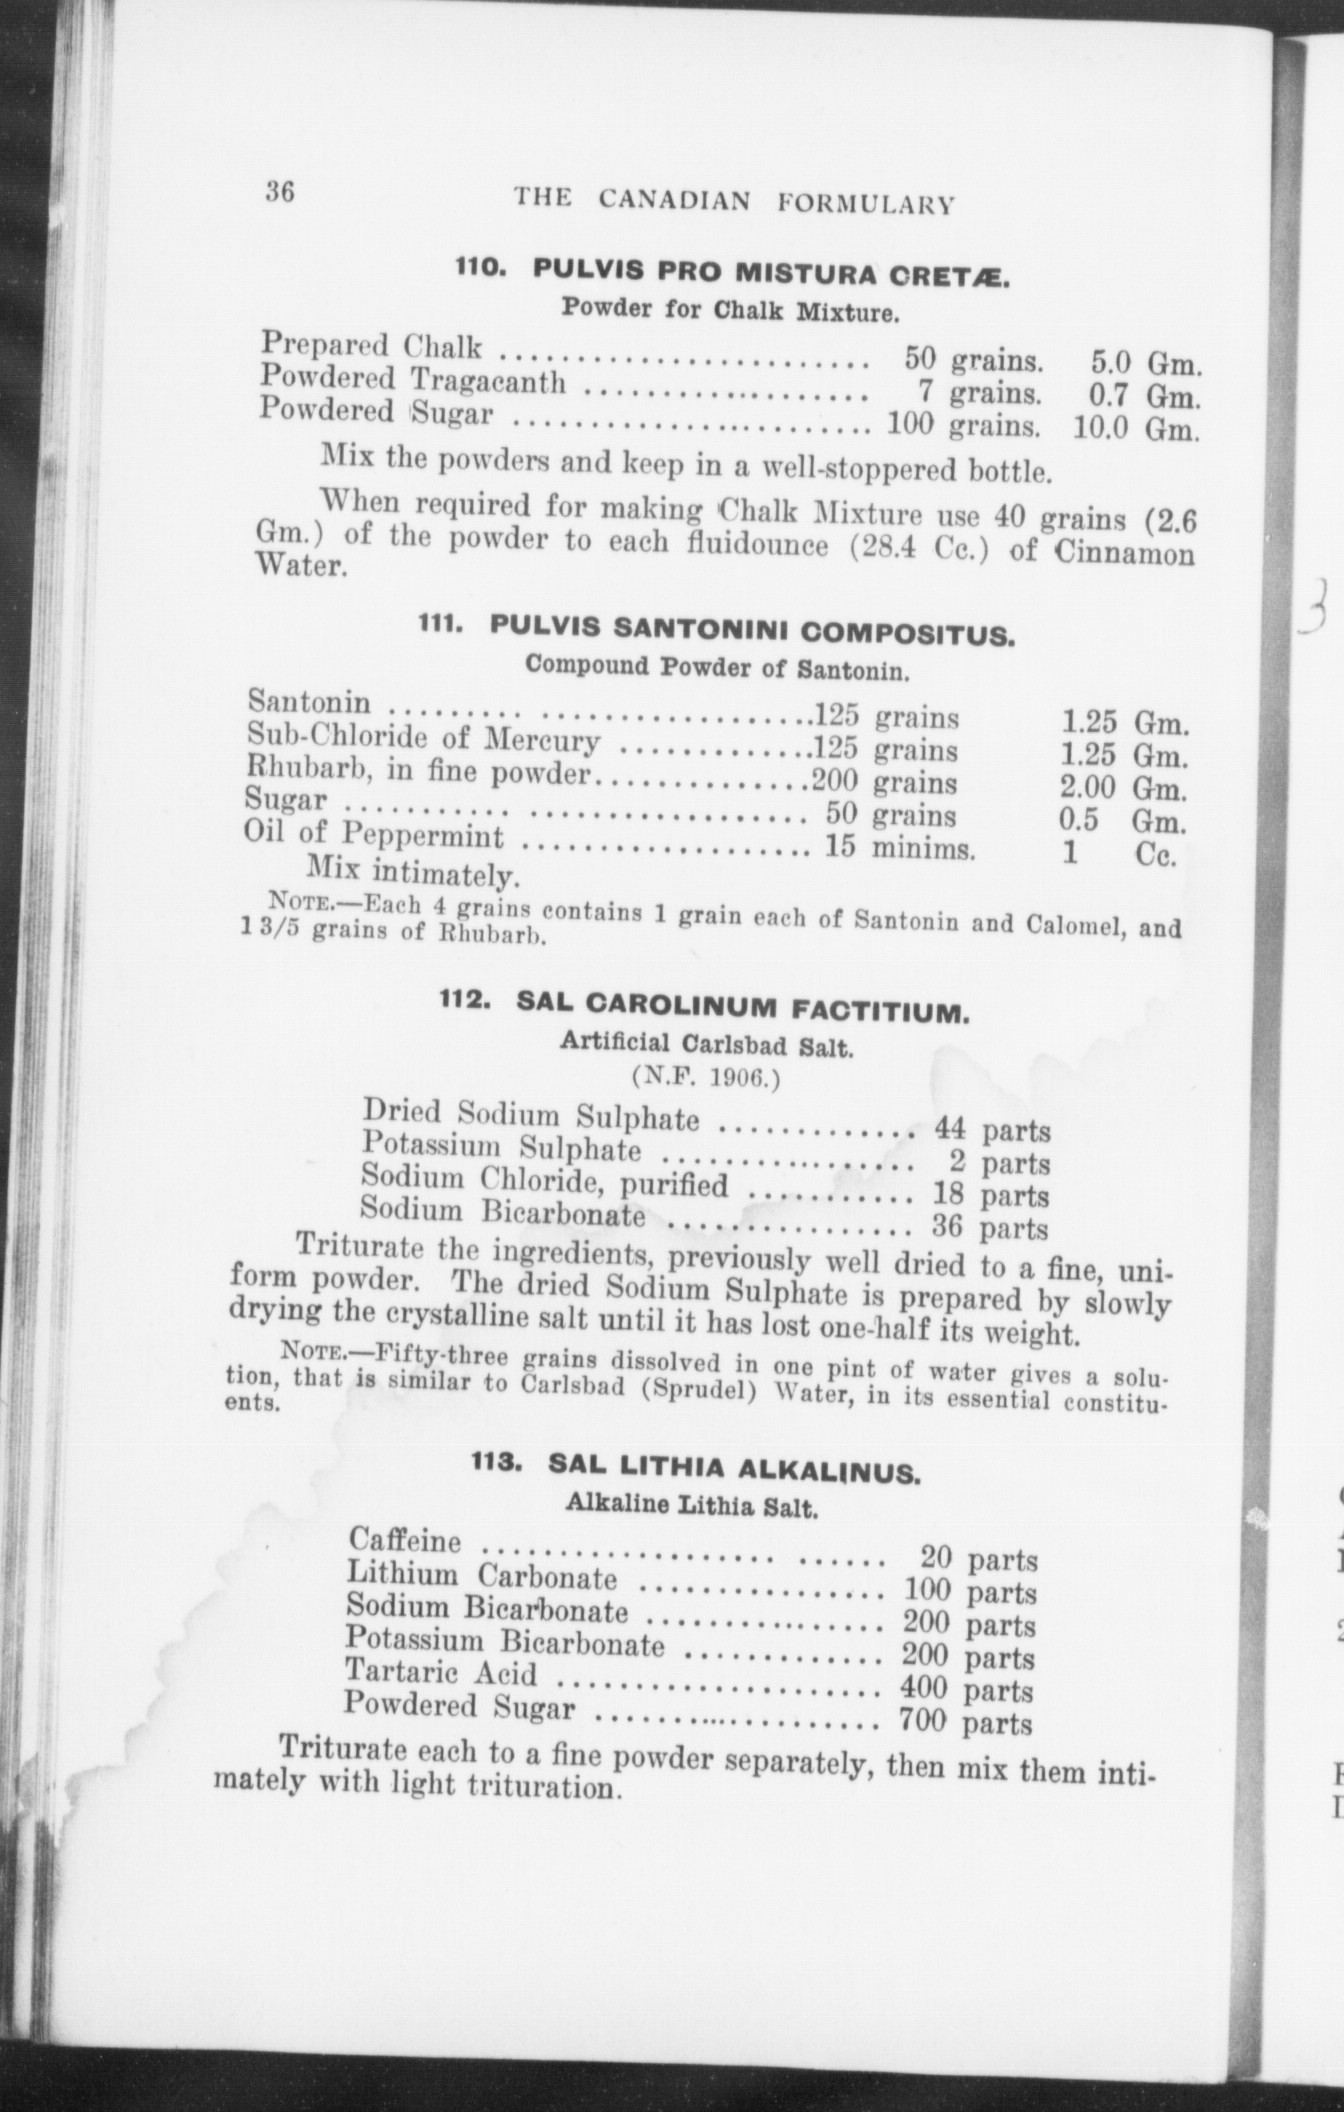 36 THE CANADIAN FORMULARY
110. PULVIS PRO MISTURA CRETÆ.
Powder for Chalk Mixture.
Prepared Chalk ........................ 50 grains. 5.0 Gm.
Powdered Tragacanth ................... 7 grains. 0.7 Gm.
Powdered Sugar ........................ 100 grains. 10.0 Gm.
Mix the powders and keep in a well-stoppered bottle.
When required for making Chalk Mixture use 40 grains (2.6
Gm.) of the powder to each fluidounce (28.4 Cc.) of Cinnamon
Water.
111. PULVIS SANTONINI COMPOSITUS.
Compound Powder of Santonin.
Santonin ......... ..................125 grains 1.25 Gm.
Sub-Chloride of Mercury .............125 grains 1.25 Gm.
Rhubarb, in fine powder..............200 grains 2.00 Gm.
Sugar ........... .................. 50 grains 0.5 Gm.
Oil of Peppermint ................... 15 minims. 1 Cc.
Mix intimately.
NOTE.—Each 4 grains contains 1 grain each of Santonin and Calomel, and
1 3/5 grains of Rhubarb.
112. SAL CAROLINUM FACTITIUM.
Artificial Carlsbad Salt.
(N.F. 1906.)
Dried Sodium Sulphate ............. 44 parts
Potassium Sulphate ................. 2 parts
Sodium Chloride, purified ........... 18 parts
Sodium Bicarbonate ................ 36 parts
Triturate the ingredients, previously well dried to a fine, uni-
form powder. The dried Sodium Sulphate is prepared by slowly
drying the crystalline salt until it has lost one-half its weight.
NOTE.—Fifty-three grains dissolved in one pint of water gives a solu-
tion, that is similar to Carlsbad (Sprudel) Water, in its essential constitu-
ents.
113. SAL LITHIA ALKALINUS.
Alkaline Lithia Salt.
Caffeine ................... ...... 20 parts
Lithium Carbonate ................ 100 parts
Sodium Bicarbonate ................ 200 parts
Potassium Bicarbonate ............. 200 parts
Tartaric Acid ..................... 400 parts
Powdered Sugar ................... 700 parts
Triturate each to a fine powder separately, then mix them inti-
mately with light trituration.
3